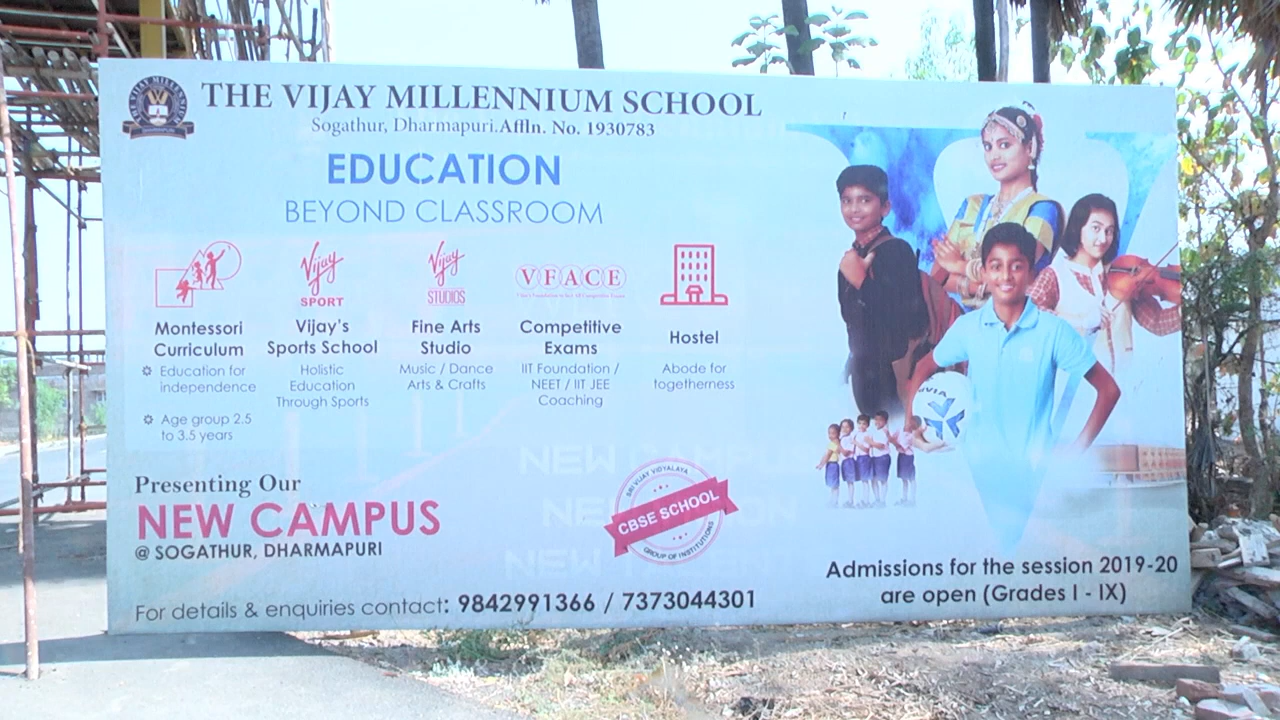 THE VIJAY MILLENNIUM SCHOOL
Sogathur, Dharmapuri.Affln. No. 1930783
EDUCATION
BEYOND CLASSROOM
Montessori
Curriculum
Education for
independence
Age group 2.5
to 3.5 years
Vijay
SPORT
Vijay's
Sports School
Holistic
Education
Through Sports
Vijay
STUDIOS
Fine Arts
Studio
Music / Dance
Arts & Crafts
VFACE
Competitive
Exams
IIT Foundation /
NEET / IIT JEE
Coaching
Hostel
Abode for
togetherness
Presenting Our
NEW CAMPUS
@ SOGATHUR, DHARMAPURI
NEW CAMPUS
SRI VIJAY VIDYALAYA
CBSE SCHOOL
GROUP OF INSTITUTIONS
For details & enquiries contact: 9842991366 / 7373044301
Admissions for the session 2019-20
are open (Grades I - IX)